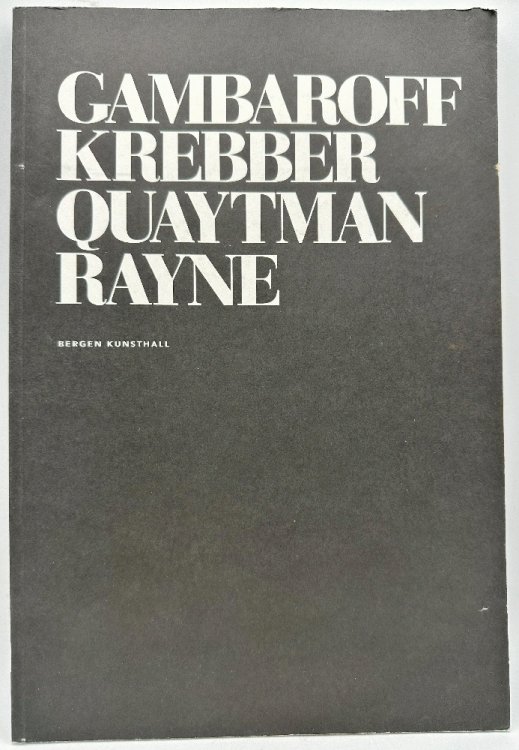 GAMBAROFF
KREBBER
QUAYTMAN
RAYNE
BERGEN KUNSTHALL